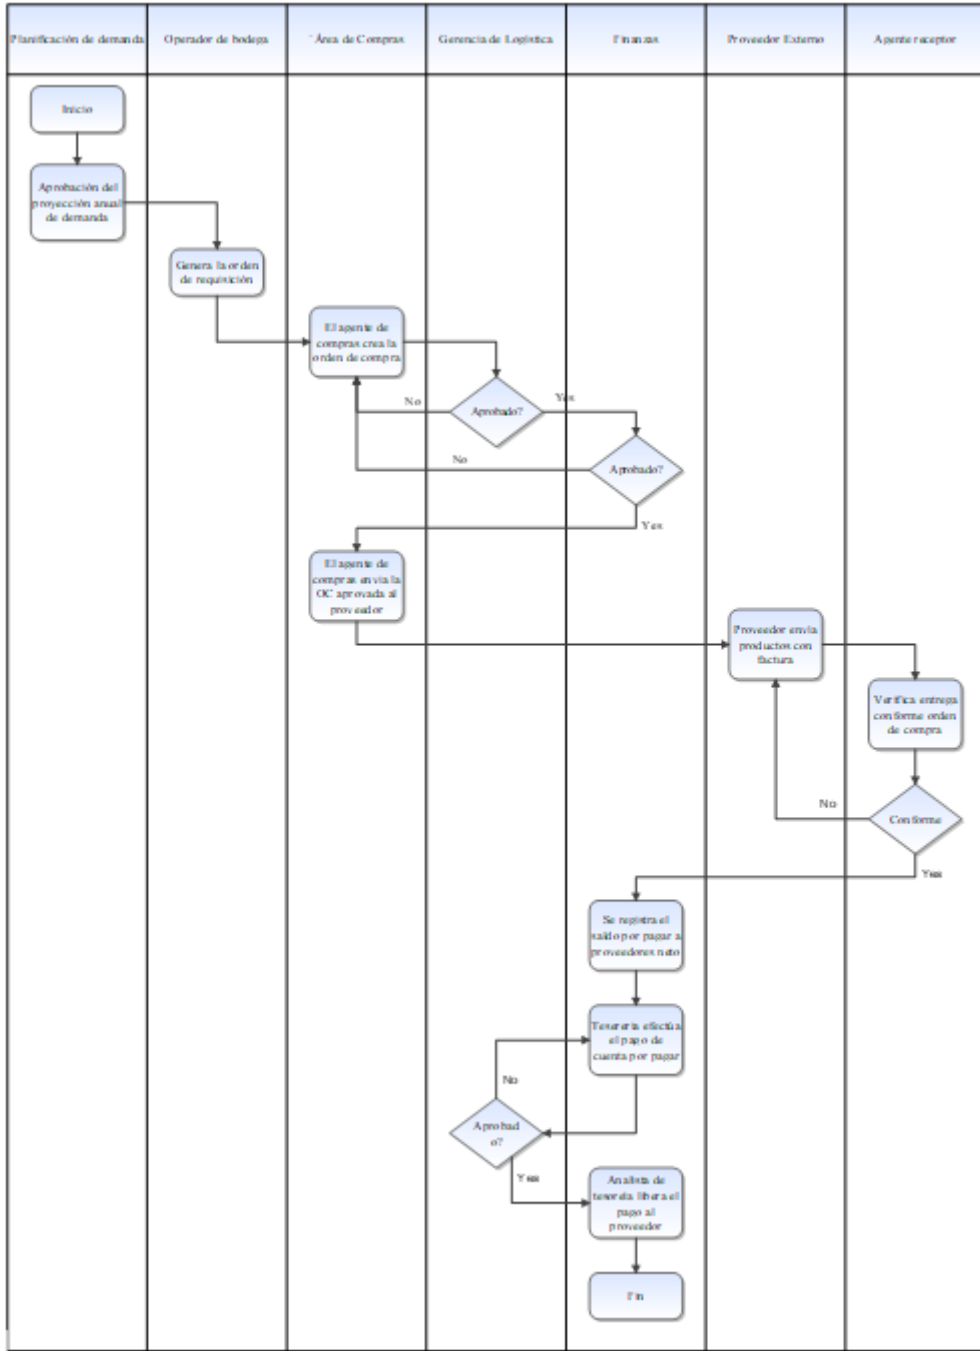 Planificación de demanda
Operador de bodega
Área de Compras
Gerencia de Logística
Finanzas
Proveedor Externo
Agente receptor
Inicio
Aprobación del
proyección anual
de demanda
Genera la orden
de requisición
El agente de
compras crea la
orden de compra
Aprobado?
No
Yes
Aprobado?
No
Yes
El agente de
compras envia la
OC aprovada al
proveedor
Proveedor envía
productos con
factura
Verifica entrega
conforme orden
de compra
Conforme
No
Yes
Se registra el
saldo por pagar a
proveedores neto
Tesorería efectúa
el pago de
cuenta por pagar
No
Aprobad
o?
Yes
Analista de
tesoreía libera el
pago al
proveedor
Fin